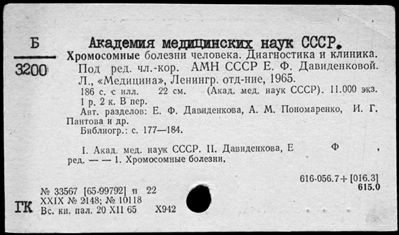 Б
3200
Академия медицинских наук СССР.
Хромосомные болезни человека. Диагностика и клиника.
Под ред. чл.-кор. АМН СССР Е. Ф. Давиденковой.
Л., «Медицина», Ленингр. отд-ние, 1965.
186 с. с илл. 22 см. (Акад. мед. наук СССР). 11.000 экз.
1 р. 2 к. В пер.
Авт. разделов: Е. Ф. Давиденкова, А. М. Пономаренко, И. Г.
Пантова и др.
Библиогр.: с. 177—184.
I. Акад. мед. наук СССР. II. Давиденкова, Е Ф ,
ред. — — 1. Хромосомные болезни.
616-056.7+[016.3]
615.0
№ 33567 [65-99792] п 22
XXIX № 2148; № 10118
ГК Вс. кн. пал. 20 XII 65 Х942